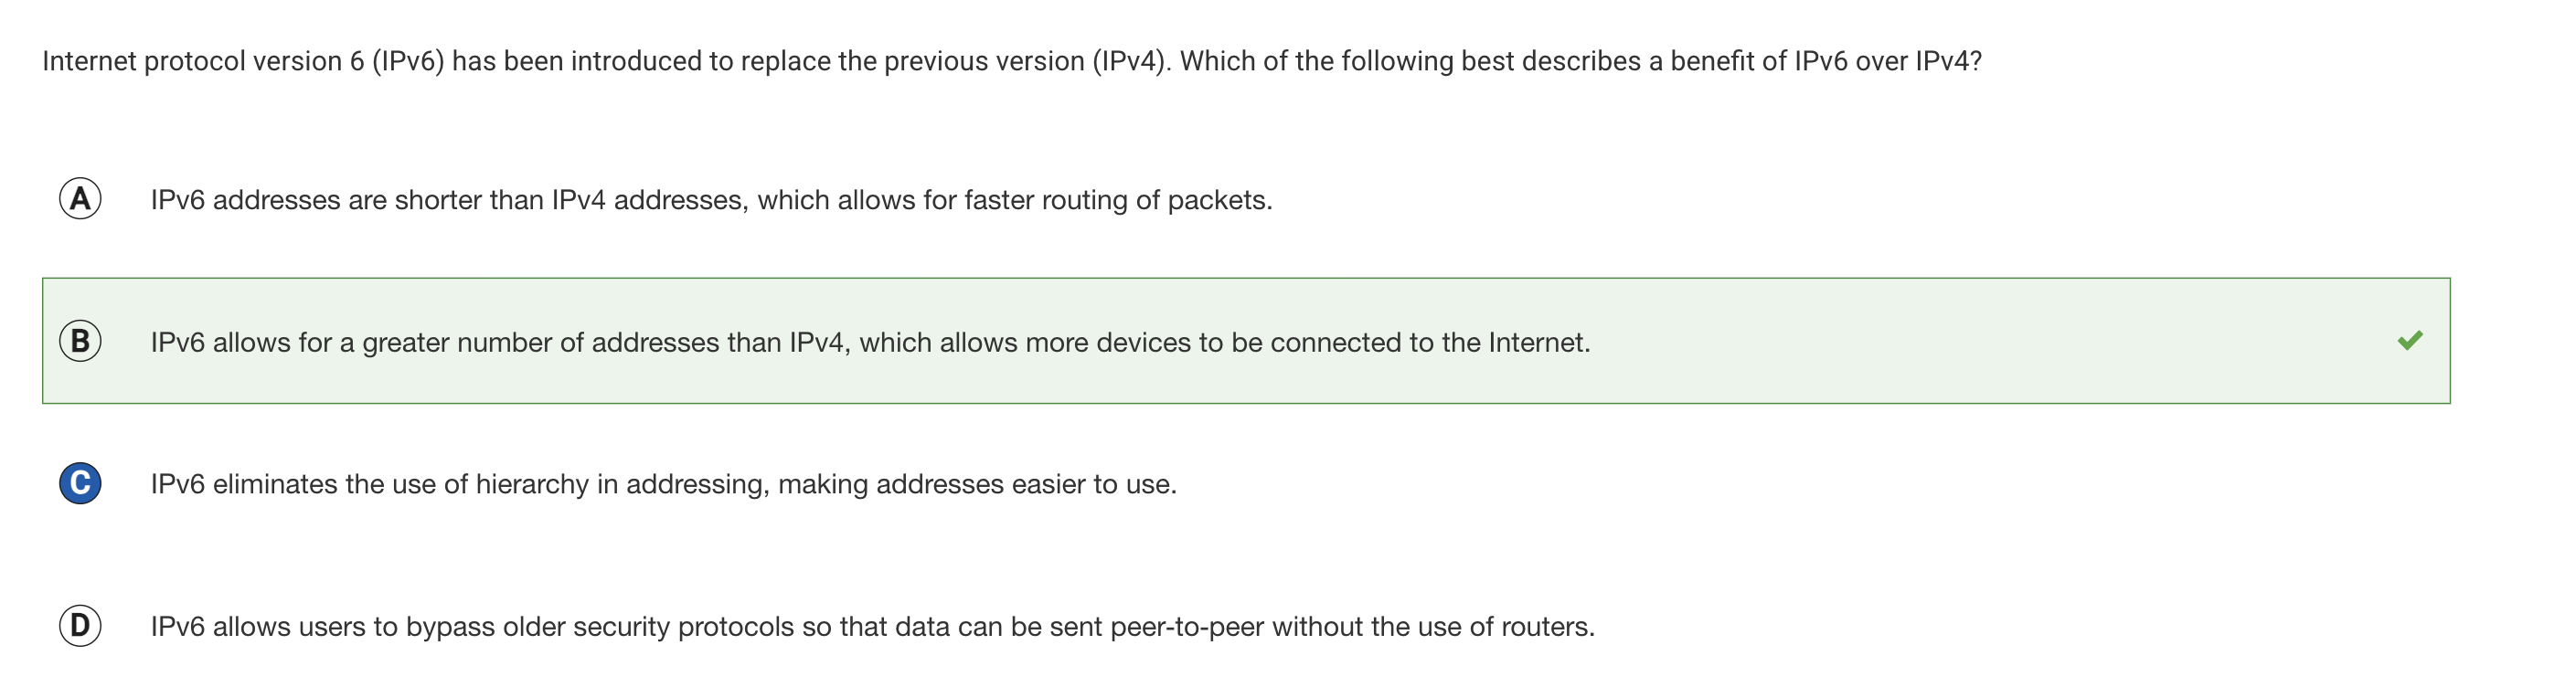 Internet protocol version 6 (IPv6) has been introduced to replace the previous version (IPv4). Which of the following best describes a benefit of IPv6 over IPv4?
A IPv6 addresses are shorter than IPv4 addresses, which allows for faster routing of packets.
B IPv6 allows for a greater number of addresses than IPv4, which allows more devices to be connected to the Internet.
C IPv6 eliminates the use of hierarchy in addressing, making addresses easier to use.
D IPv6 allows users to bypass older security protocols so that data can be sent peer-to-peer without the use of routers.